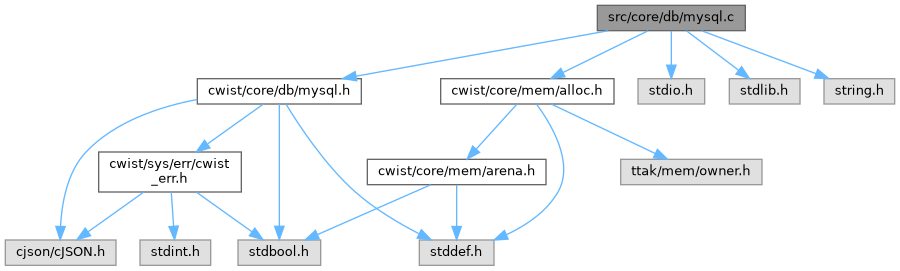 src/core/db/mysql.c
cwist/core/db/mysql.h
cwist/core/mem/alloc.h
stdio.h
stdlib.h
string.h
cwist/sys/err/cwist
_err.h
cwist/core/mem/arena.h
ttak/mem/owner.h
cjson/cJSON.h
stdint.h
stdbool.h
stddef.h